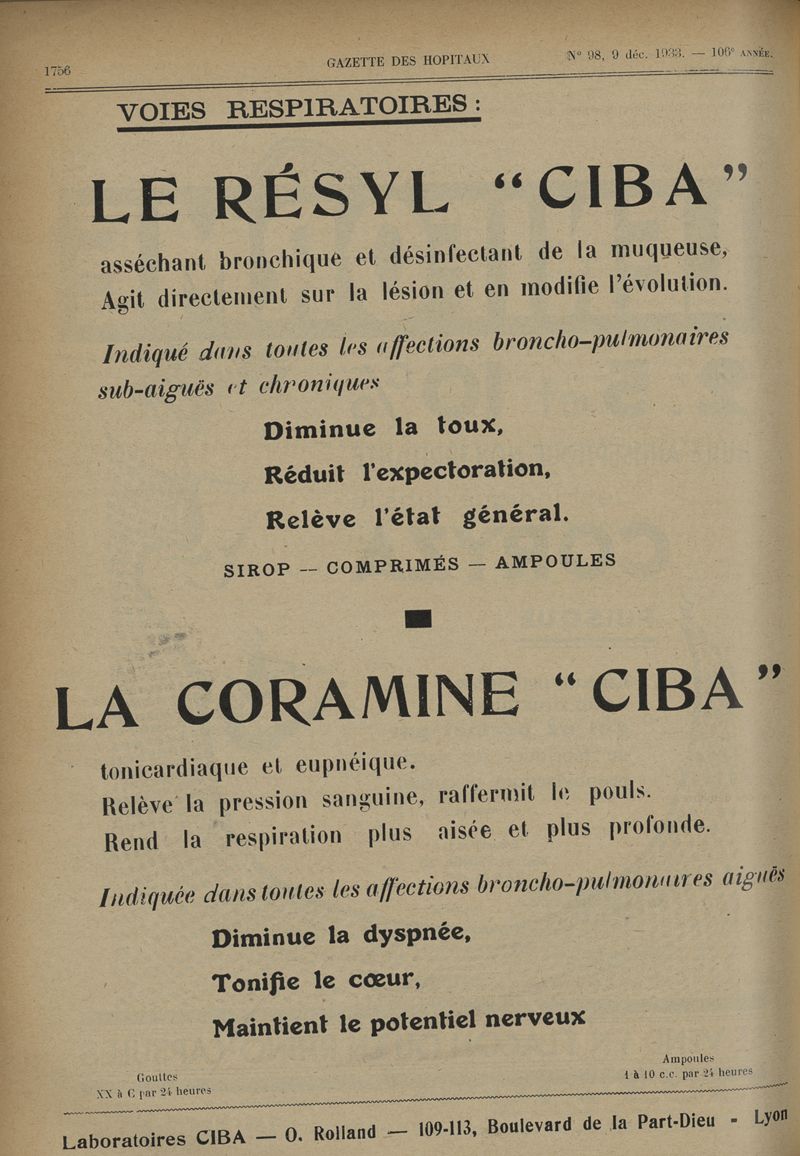 1756
GAZETTE DES HOPITAUX
N° 98, 9 déc. 1933. — 106e ANNÉE.
VOIES RESPIRATOIRES :
LE RÉSYL “CIBA”
asséchant bronchique et désinfectant de la muqueuse,
Agit directement sur la lésion et en modifie l'évolution.
Indiqué dans toutes les affections broncho-pulmonaires
sub-aiguës et chroniques
Diminue la toux,
Réduit l'expectoration,
Relève l'état général.
SIROP — COMPRIMÉS — AMPOULES
LA CORAMINE “CIBA”
tonicardiaque et eupnéique.
Relève la pression sanguine, raffermit le pouls.
Rend la respiration plus aisée et plus profonde.
Indiquée dans toutes les affections broncho-pulmonaires aiguës
Diminue la dyspnée,
Tonifie le cœur,
Maintient le potentiel nerveux
Gouttes
XX à C par 24 heures
Ampoules
1 à 10 c.c. par 24 heures
Laboratoires CIBA — O. Rolland — 109-113, Boulevard de la Part-Dieu - Lyon